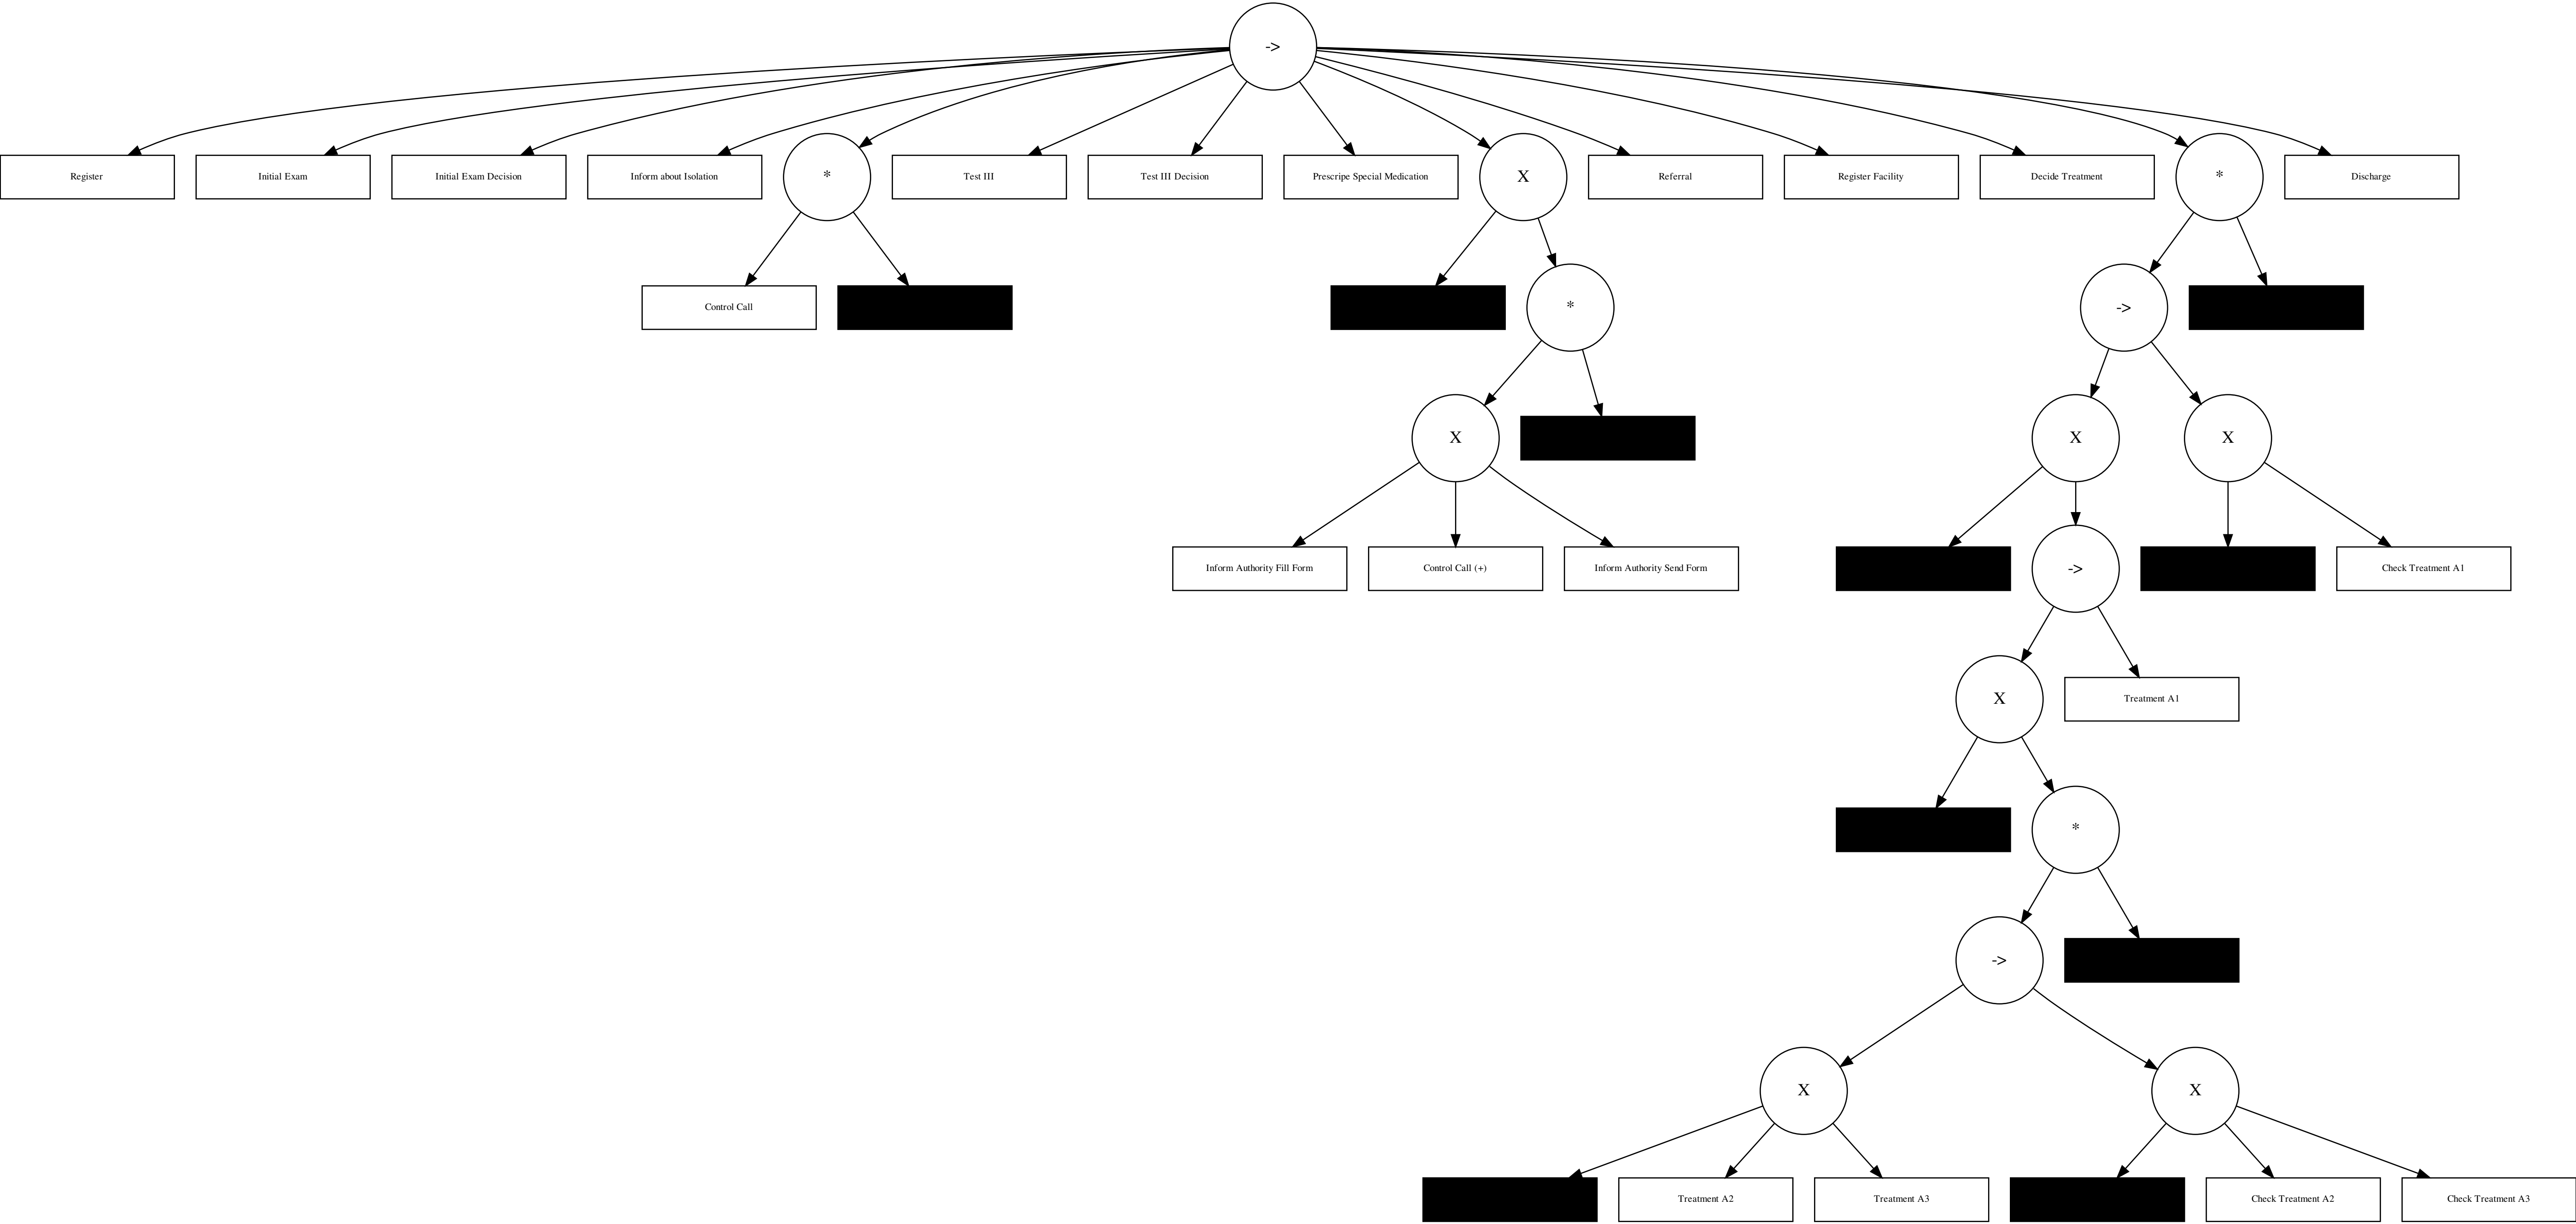 ->
Register
Initial Exam
Initial Exam Decision
Inform about Isolation
*
Test III
Test III Decision
Prescripe Special Medication
X
Referral
Register Facility
Decide Treatment
*
Discharge
Control Call
*
->
X
X
X
Inform Authority Fill Form
Control Call (+)
Inform Authority Send Form
->
Check Treatment A1
X
Treatment A1
*
->
X
X
Treatment A2
Treatment A3
Check Treatment A2
Check Treatment A3